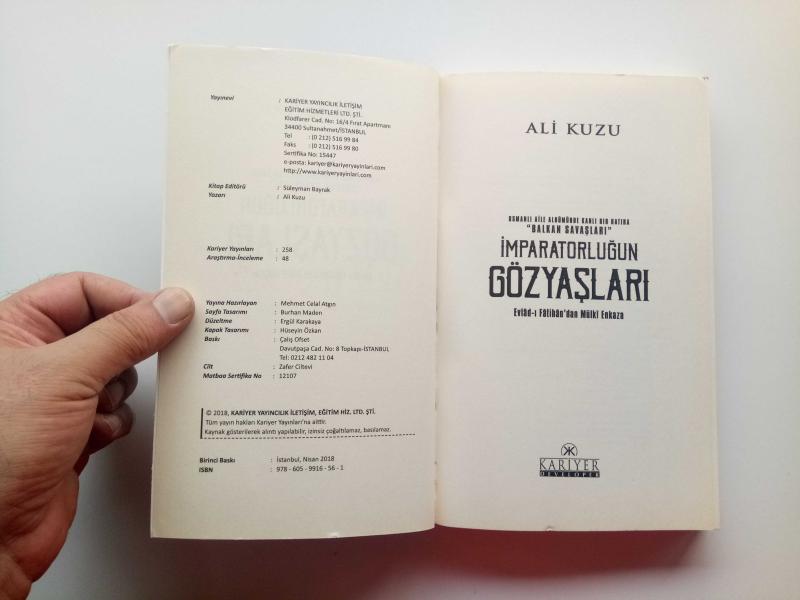 Yayınevi : KARİYER YAYINCILIK İLETİŞİM
EĞİTİM HİZMETLERİ LTD. ŞTİ.
Klodfarer Cad. No: 16/4 Fırat Apartmanı
34400 Sultanahmet/İSTANBUL
Tel : (0 212) 516 99 84
Faks : (0 212) 516 99 80
Sertifika No: 15447
e-posta: kariyer@kariyeryayinlari.com
http://www.kariyeryayinlari.com
Kitap Editörü : Süleyman Bayrak
Yazarı : Ali Kuzu
Kariyer Yayınları : 258
Araştırma-İnceleme : 48
Yayına Hazırlayan : Mehmet Celal Atgın
Sayfa Tasarımı : Burhan Maden
Düzeltme : Ergül Karakaya
Kapak Tasarımı : Hüseyin Özkan
Baskı : Çalış Ofset
Davutpaşa Cad. No: 8 Topkapı-İSTANBUL
Tel: 0212 482 11 04
Cilt : Zafer Ciltevi
Matbaa Sertifika No : 12107
© 2018, KARİYER YAYINCILIK İLETİŞİM, EĞİTİM HİZ. LTD. ŞTİ.
Tüm yayın hakları Kariyer Yayınları'na aittir.
Kaynak gösterilerek alıntı yapılabilir, izinsiz çoğaltılamaz, basılamaz.
Birinci Baskı : İstanbul, Nisan 2018
ISBN : 978 - 605 - 9916 - 56 - 1
ALİ KUZU
OSMANLI AİLE ALBÜMÜNDE KANLI BİR HATIRA
"BALKAN SAVAŞLARI"
İMPARATORLUĞUN
GÖZYAŞLARI
Evlâd-ı Fâtihân'dan Mülkî Enkaza
KARİYER
DEVELOPER